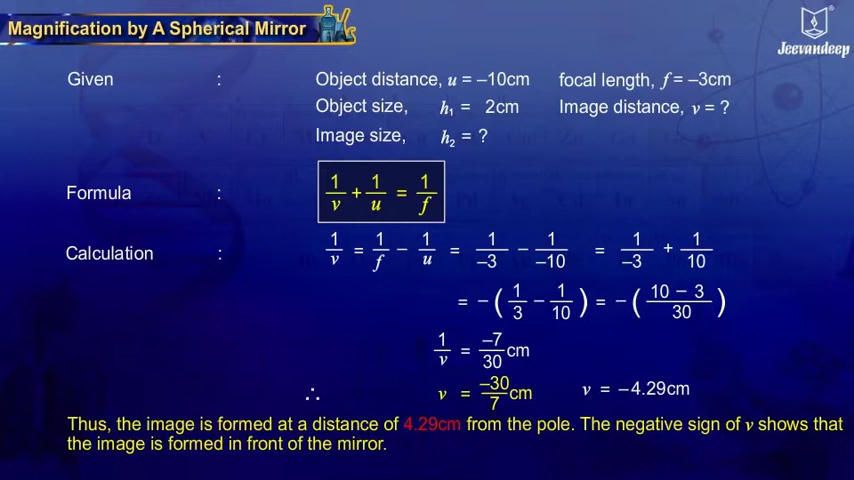 Magnification by A Spherical Mirror
Jeevandeep®
Given : Object distance, u = –10cm focal length, f = –3cm
Object size, h₁ = 2cm Image distance, v = ?
Image size, h₂ = ?
Formula : 1/v + 1/u = 1/f
Calculation : 1/v = 1/f – 1/u = 1/–3 – 1/–10 = 1/–3 + 1/10
= – ( 1/3 – 1/10 ) = – ( 10 – 3/30 )
1/v = –7/30 cm
∴ v = –30/7 cm v = –4.29cm
Thus, the image is formed at a distance of 4.29cm from the pole. The negative sign of v shows that
the image is formed in front of the mirror.